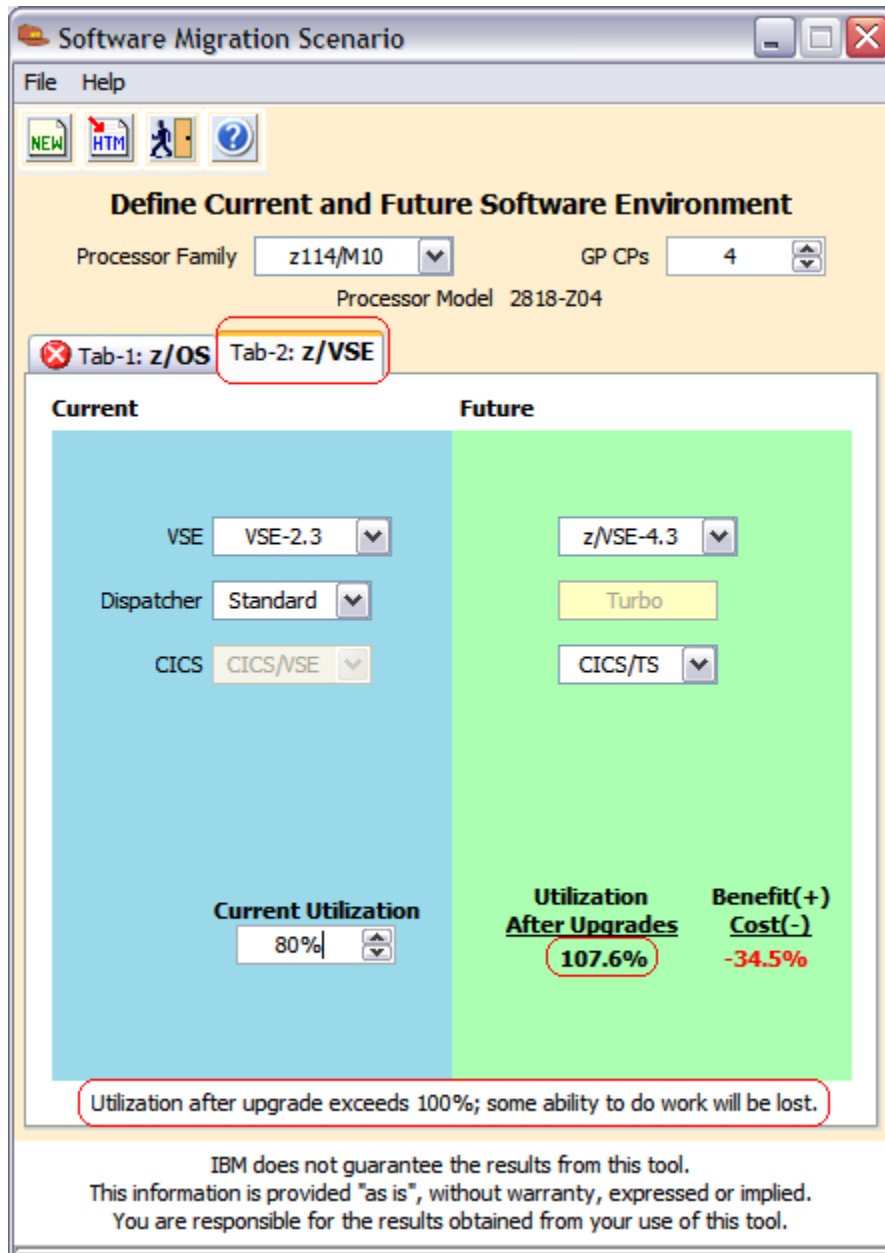 Software Migration Scenario
File Help
NEW HTM ?
Define Current and Future Software Environment
Processor Family z114/M10 GP CPs 4
Processor Model 2818-Z04
Tab-1: z/OS Tab-2: z/VSE
Current Future
VSE VSE-2.3 z/VSE-4.3
Dispatcher Standard Turbo
CICS CICS/VSE CICS/TS
Utilization Benefit(+)
Current Utilization After Upgrades Cost(-)
80% 107.6% -34.5%
Utilization after upgrade exceeds 100%; some ability to do work will be lost.
IBM does not guarantee the results from this tool.
This information is provided "as is", without warranty, expressed or implied.
You are responsible for the results obtained from your use of this tool.